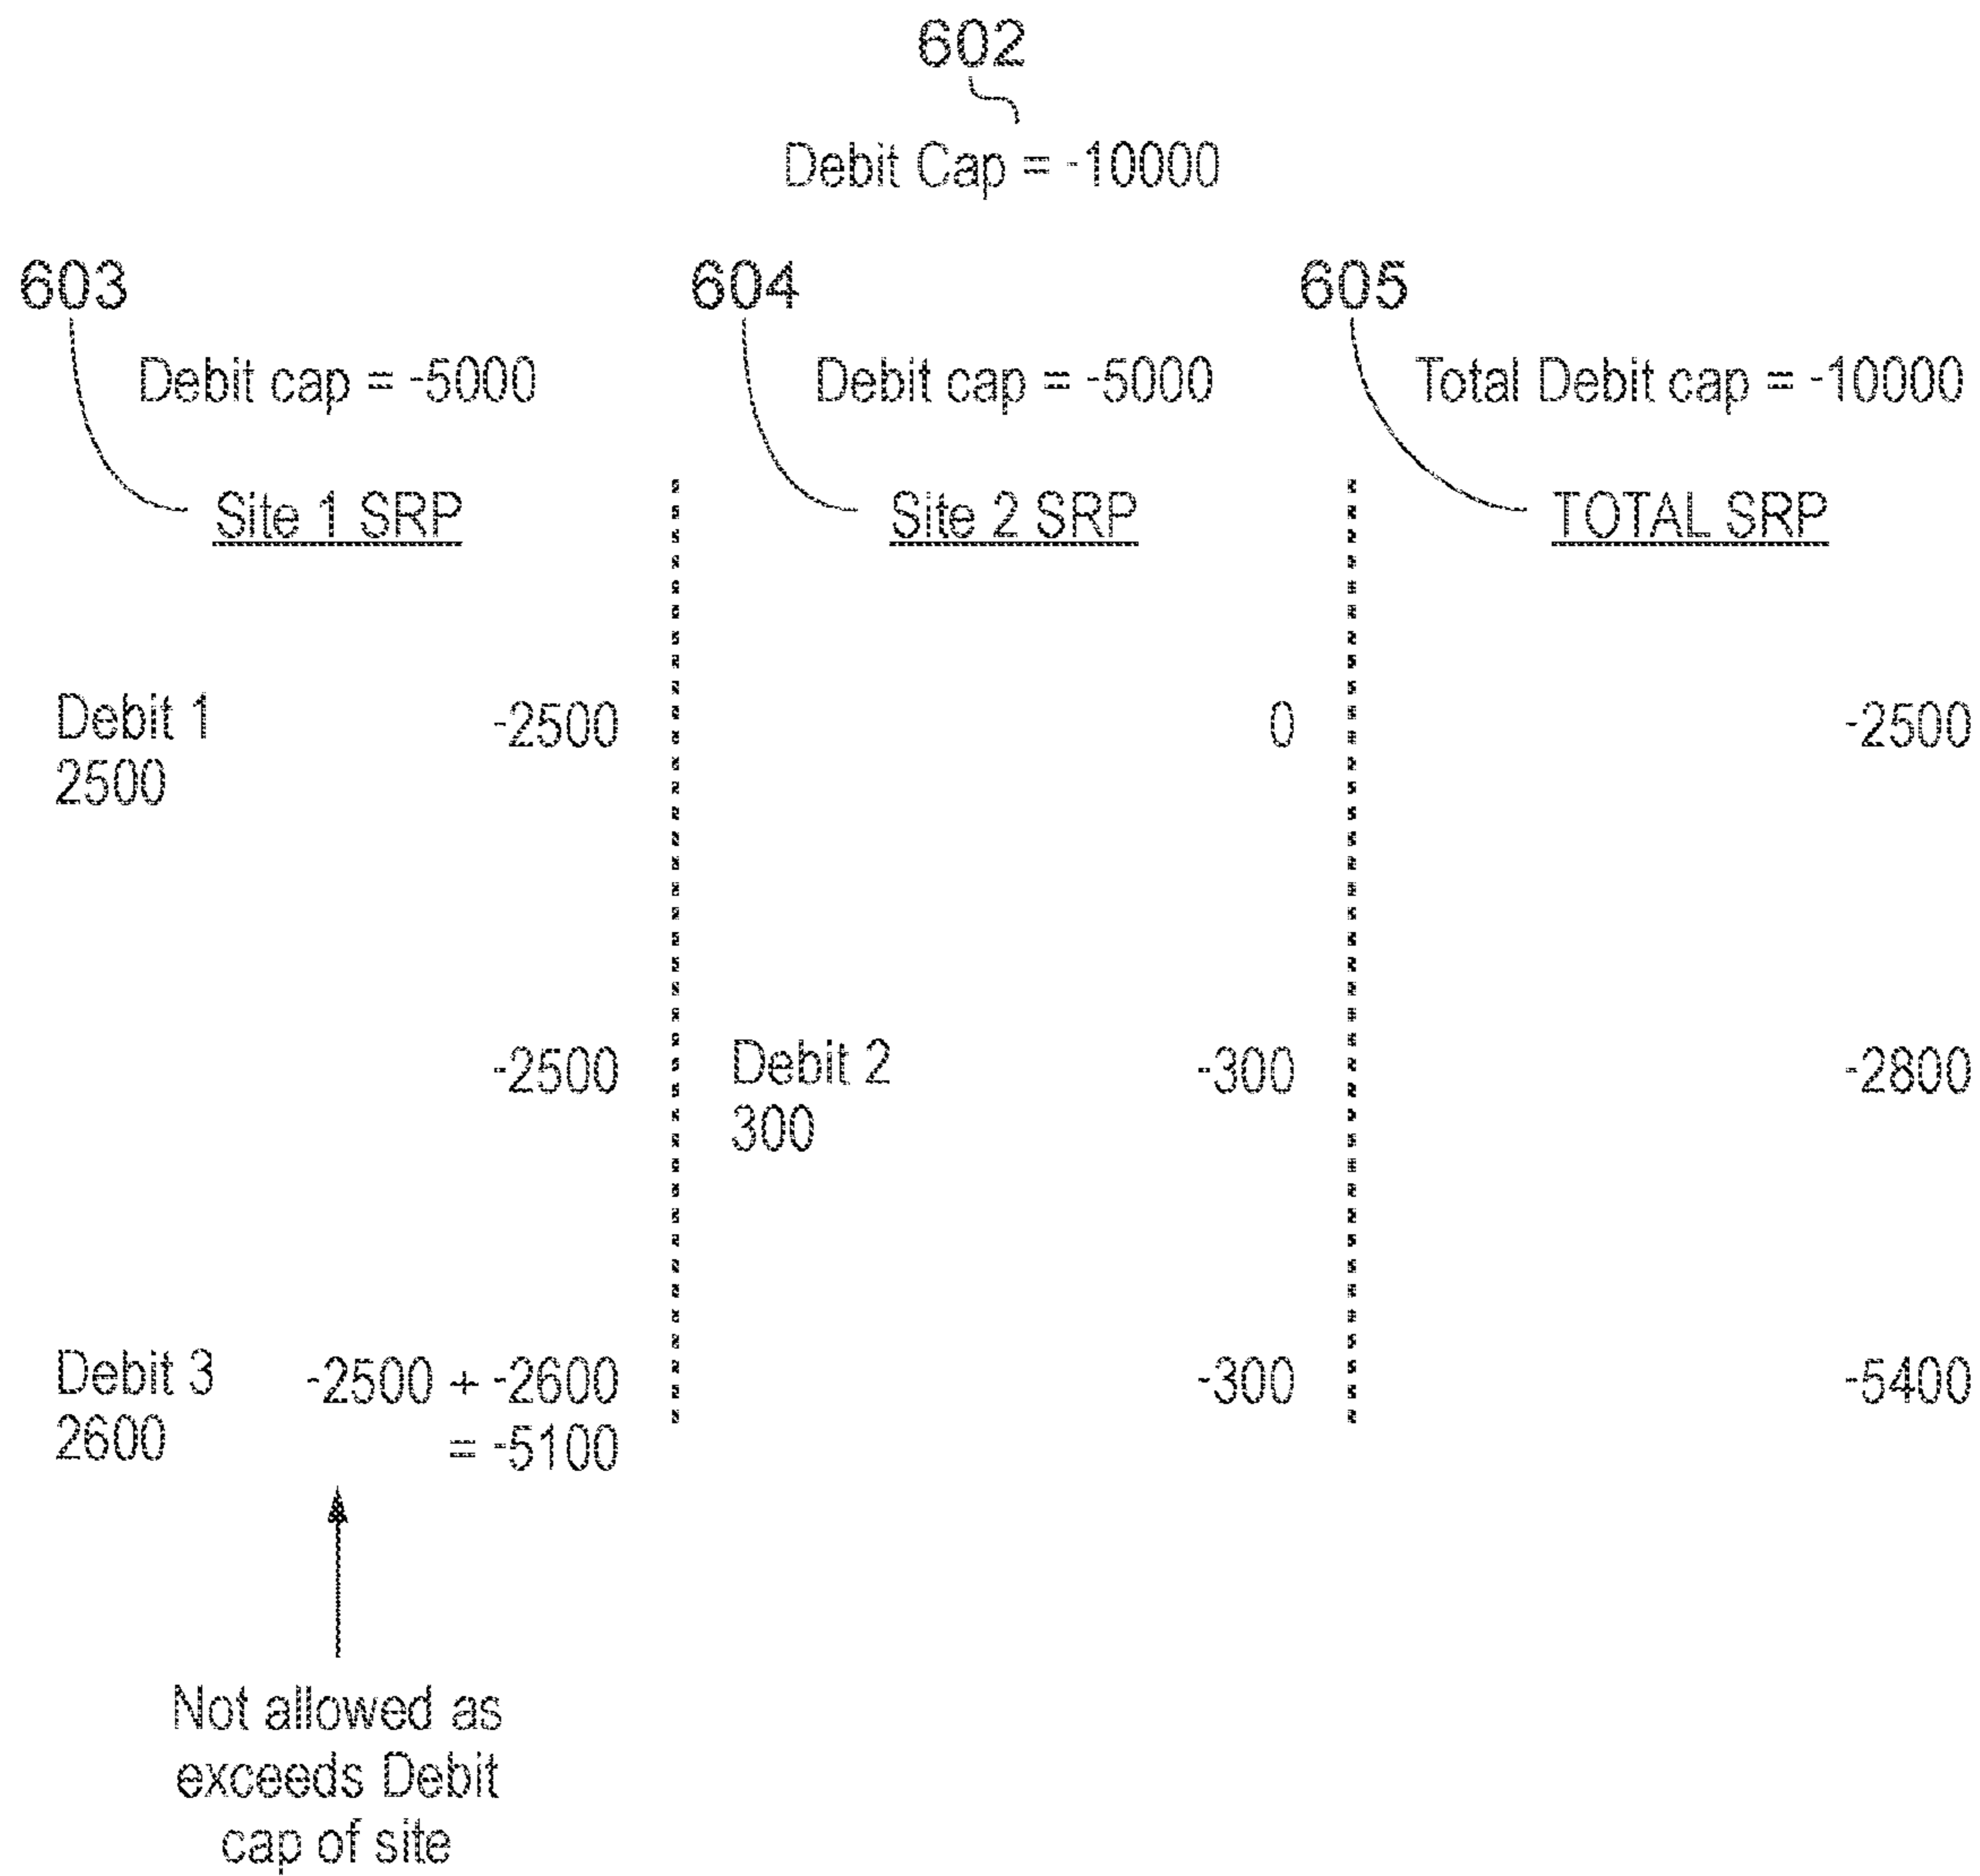 602
Debit Cap = -10000
603
604
605
Debit cap = -5000
Debit cap = -5000
Total Debit cap = -10000
Site 1 SRP
Site 2 SRP
TOTAL SRP
Debit 1
2500
-2500
0
-2500
-2500
Debit 2
300
-300
-2800
Debit 3
2600
-2500 + -2600
= -5100
-300
-5400
Not allowed as
exceeds Debit
cap of site